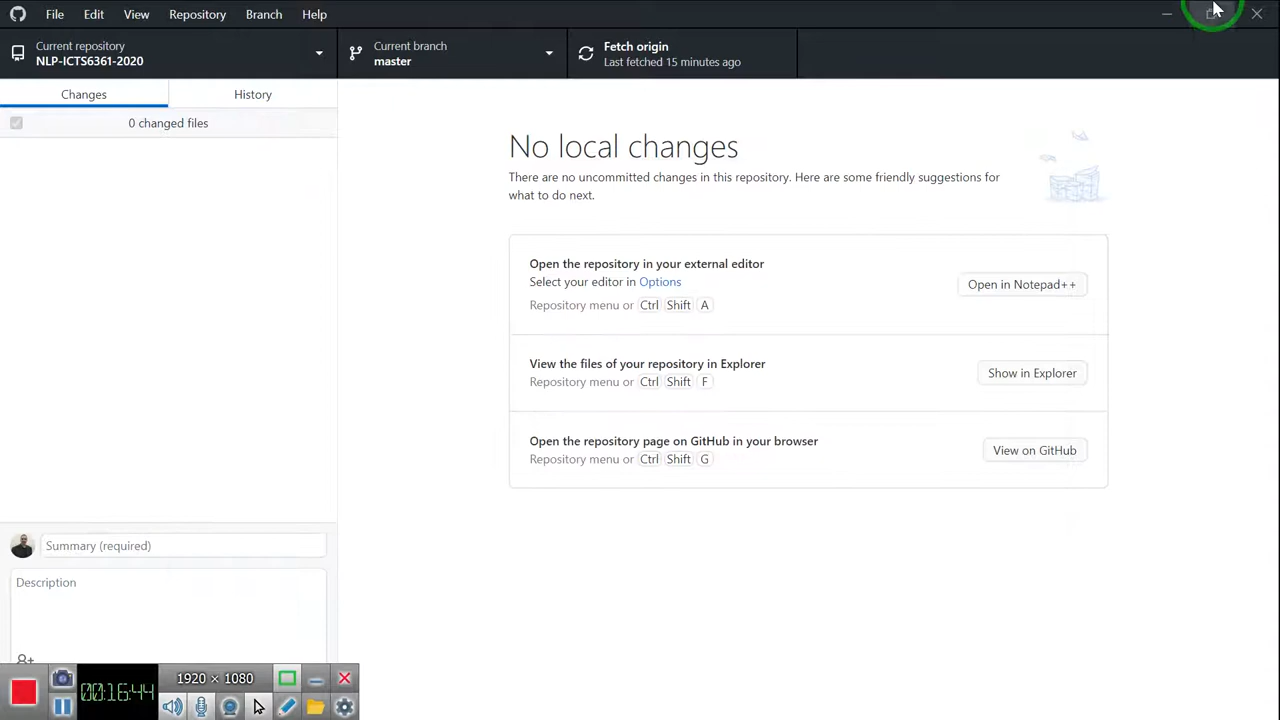 File Edit View Repository Branch Help
Current repository
NLP-ICTS6361-2020
Current branch
master
Fetch origin
Last fetched 15 minutes ago
Changes History
0 changed files
No local changes
There are no uncommitted changes in this repository. Here are some friendly suggestions for
what to do next.
Open the repository in your external editor
Select your editor in Options
Repository menu or Ctrl Shift A
Open in Notepad++
View the files of your repository in Explorer
Repository menu or Ctrl Shift F
Show in Explorer
Open the repository page on GitHub in your browser
Repository menu or Ctrl Shift G
View on GitHub
Summary (required)
Description
00:16:44
1920 × 1080